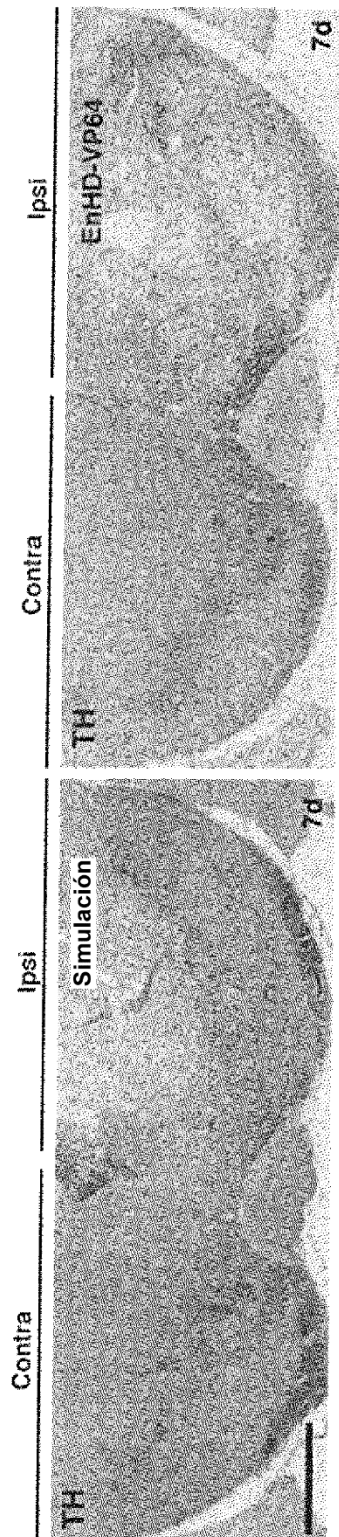 Contra
Ipsi
TH
Simulación
7d
Contra
Ipsi
TH
EnHD-VP64
7d